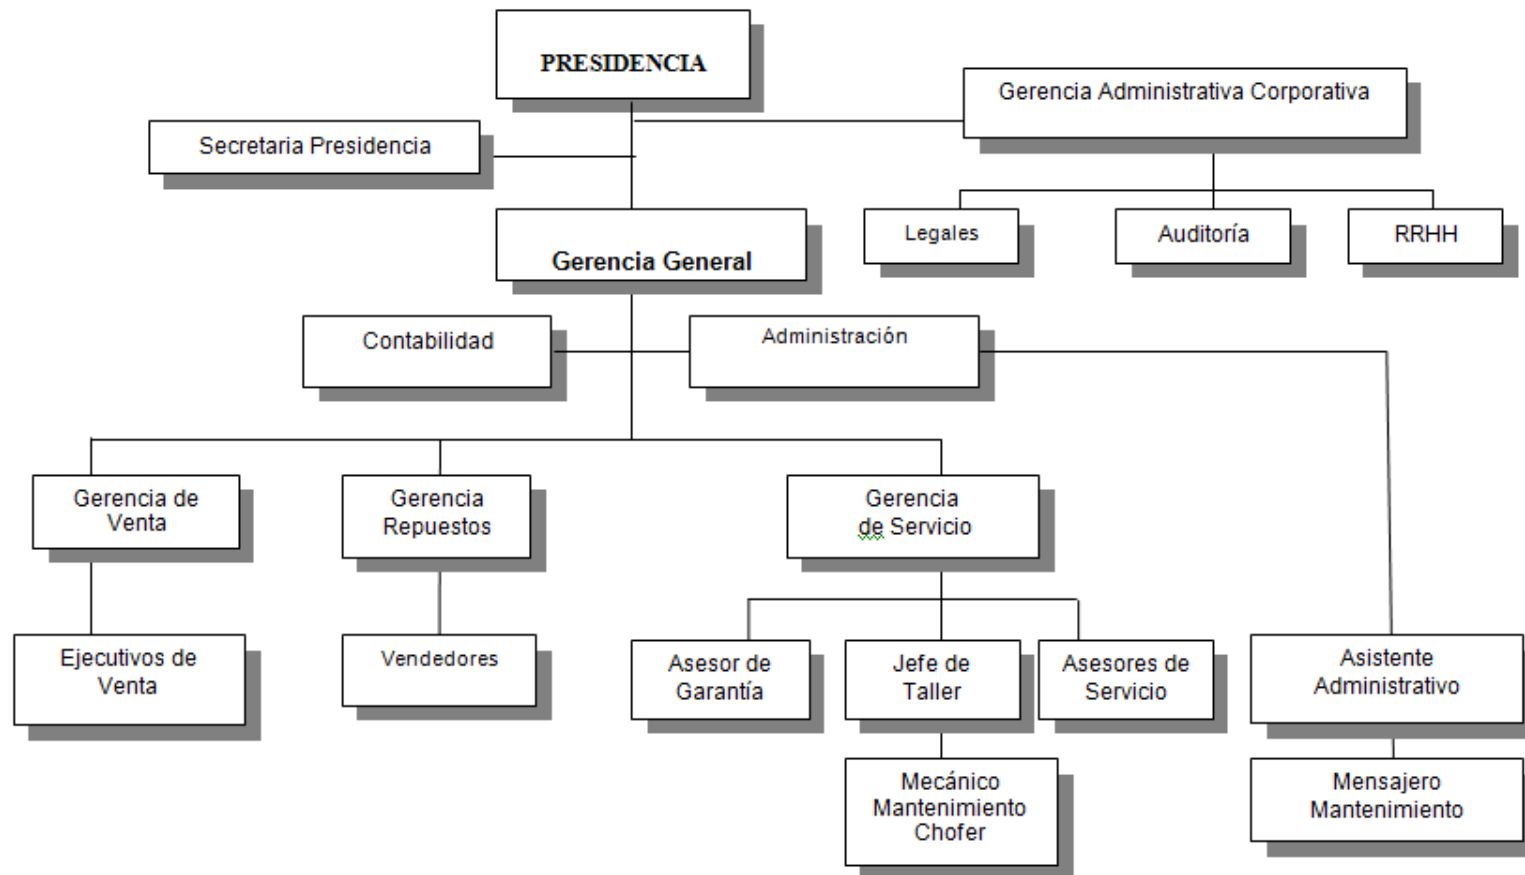 PRESIDENCIA
Gerencia Administrativa Corporativa
Secretaria Presidencia
Legales
Auditoría
RRHH
Gerencia General
Contabilidad
Administración
Gerencia de
Venta
Gerencia
Repuestos
Gerencia
de Servicio
Ejecutivos de
Venta
Vendedores
Asesor de
Garantía
Jefe de
Taller
Asesores de
Servicio
Asistente
Administrativo
Mecánico
Mantenimiento
Chofer
Mensajero
Mantenimiento